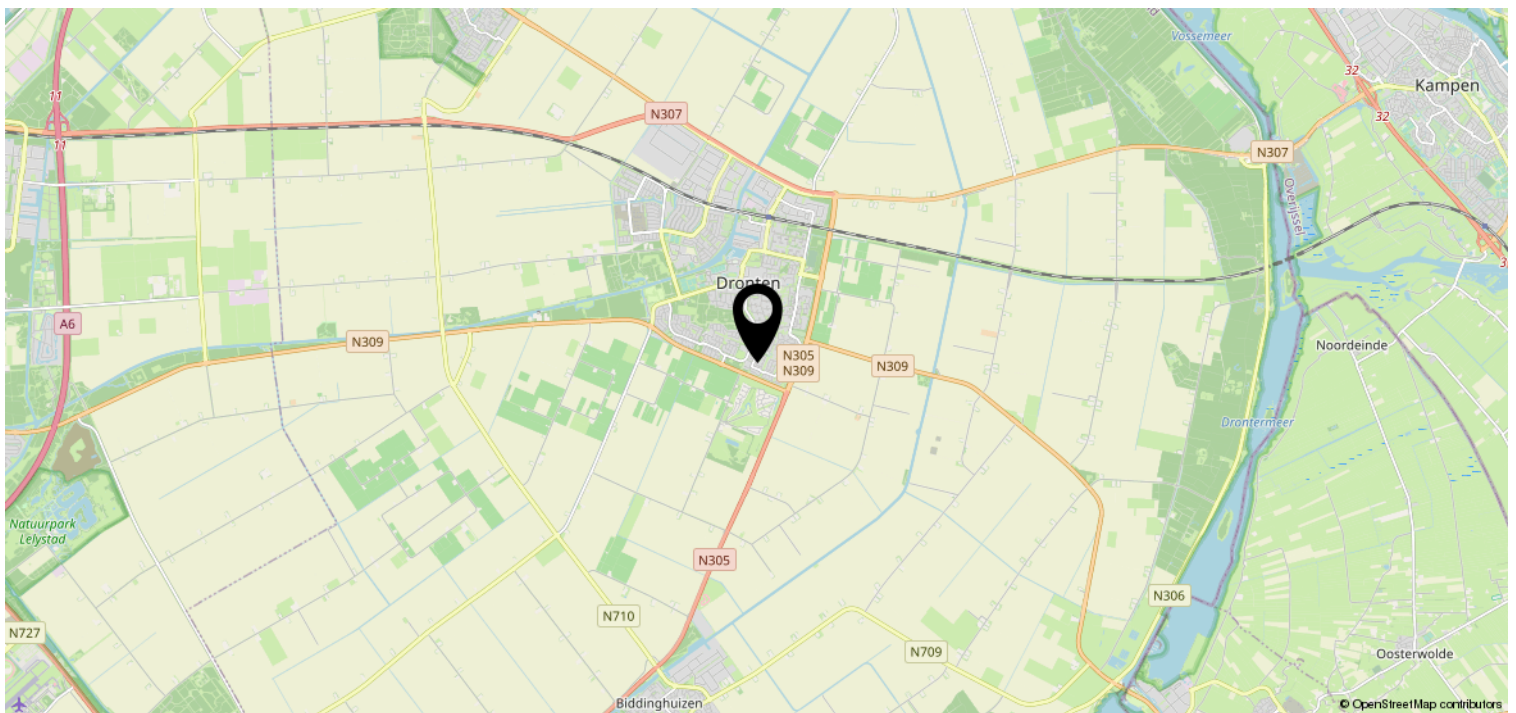 Vossemeer
11
32
Kampen
N307
32
11
N307
Overijssel
3
Dronten
A6
N309
N305
N309
N309
Noordeinde
Drontermeer
Natuurpark
Lelystad
N305
N306
N710
N727
N709
Oosterwolde
Biddinghuizen
© OpenStreetMap contributors